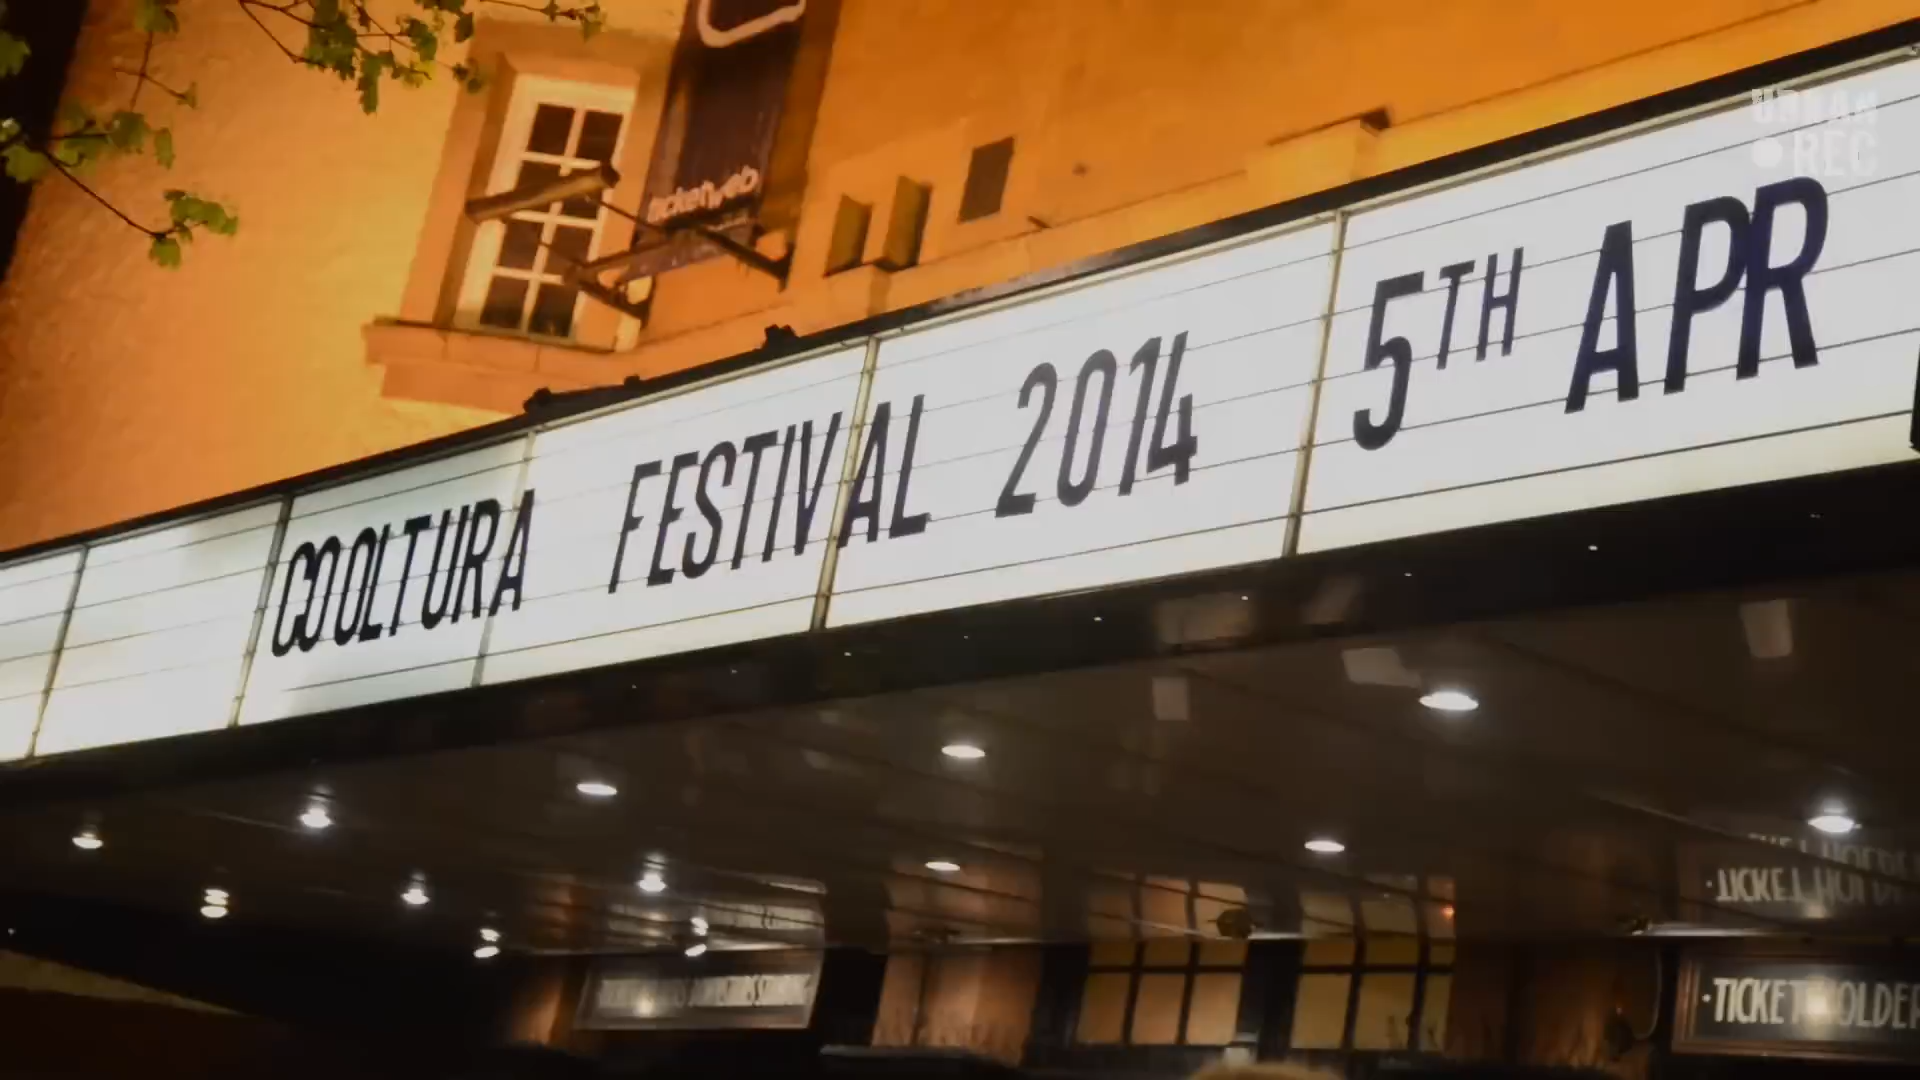 URBAN
REC
ticketweb
COOLTURA FESTIVAL 2014 5TH APR
TICKET HOLDER